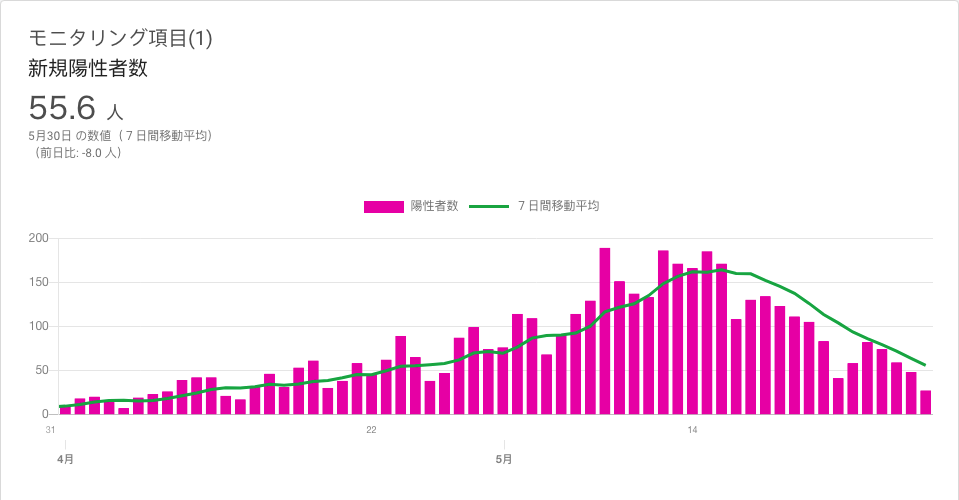 モニタリング項目(1)
新規陽性者数
55.6 人
5月30日 の数値（７日間移動平均）
（前日比: -8.0 人）
陽性者数 ７日間移動平均
200
150
100
50
0
31 22 14
4月 5月